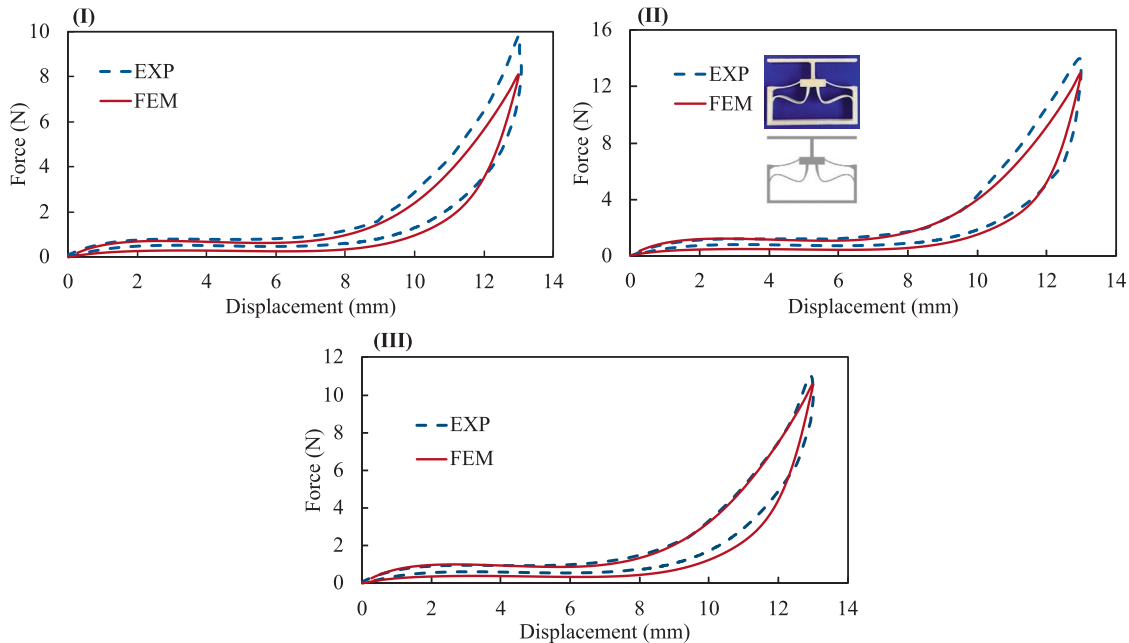 (I)
10
8
6
4
2
0
Force (N)
EXP
FEM
0 2 4 6 8 10 12 14
Displacement (mm)
(II)
16
12
8
4
0
Force (N)
EXP
FEM
0 2 4 6 8 10 12 14
Displacement (mm)
(III)
12
10
8
6
4
2
0
Force (N)
EXP
FEM
0 2 4 6 8 10 12 14
Displacement (mm)